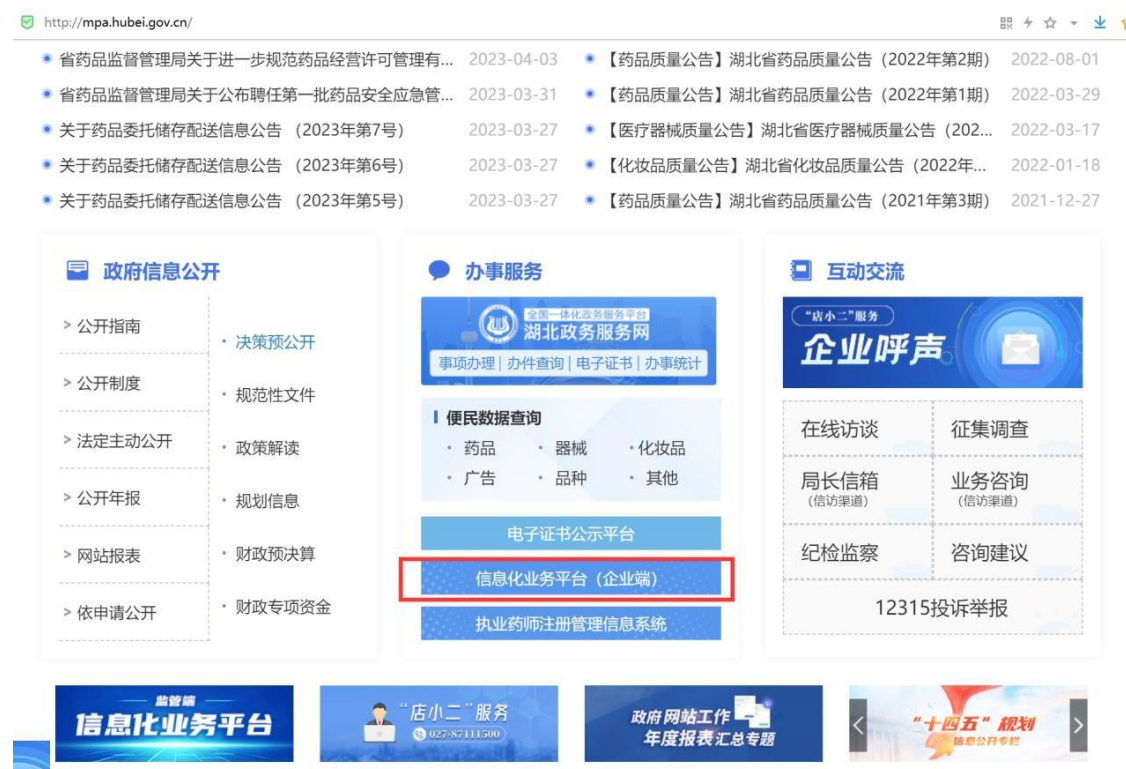 http://mpa.hubei.gov.cn/
省药品监督管理局关于进一步规范药品经营许可管理有... 2023-04-03
省药品监督管理局关于公布聘任第一批药品安全应急管... 2023-03-31
关于药品委托储存配送信息公告 （2023年第7号） 2023-03-27
关于药品委托储存配送信息公告 （2023年第6号） 2023-03-27
关于药品委托储存配送信息公告 （2023年第5号） 2023-03-27
【药品质量公告】湖北省药品质量公告（2022年第2期） 2022-08-01
【药品质量公告】湖北省药品质量公告（2022年第1期） 2022-03-29
【医疗器械质量公告】湖北省医疗器械质量公告（202... 2022-03-17
【化妆品质量公告】湖北省化妆品质量公告（2022年... 2022-01-18
【药品质量公告】湖北省药品质量公告（2021年第3期） 2021-12-27
政府信息公开
> 公开指南
> 公开制度
> 法定主动公开
> 公开年报
> 网站报表
> 依申请公开
· 决策预公开
· 规范性文件
· 政策解读
· 规划信息
· 财政预决算
· 财政专项资金
办事服务
全国一体化政务服务平台
湖北政务服务网
事项办理 | 办件查询 | 电子证书 | 办事统计
便民数据查询
· 药品 · 器械 · 化妆品
· 广告 · 品种 · 其他
电子证书公示平台
信息化业务平台（企业端）
执业药师注册管理信息系统
互动交流
“店小二”服务
企业呼声
在线访谈 征集调查
局长信箱 业务咨询
（信访渠道） （信访渠道）
纪检监察 咨询建议
12315投诉举报
监管端
信息化业务平台
“店小二”服务
027-87111500
政府网站工作
年度报表汇总专题
“十四五”规划
信息公开专栏